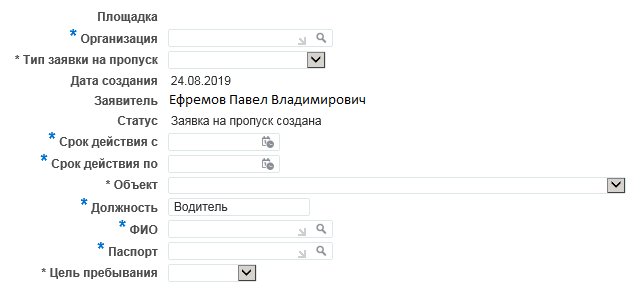 Площадка
* Организация
* Тип заявки на пропуск
Дата создания 24.08.2019
Заявитель Ефремов Павел Владимирович
Статус Заявка на пропуск создана
* Срок действия с
* Срок действия по
* Объект
* Должность Водитель
* ФИО
* Паспорт
* Цель пребывания